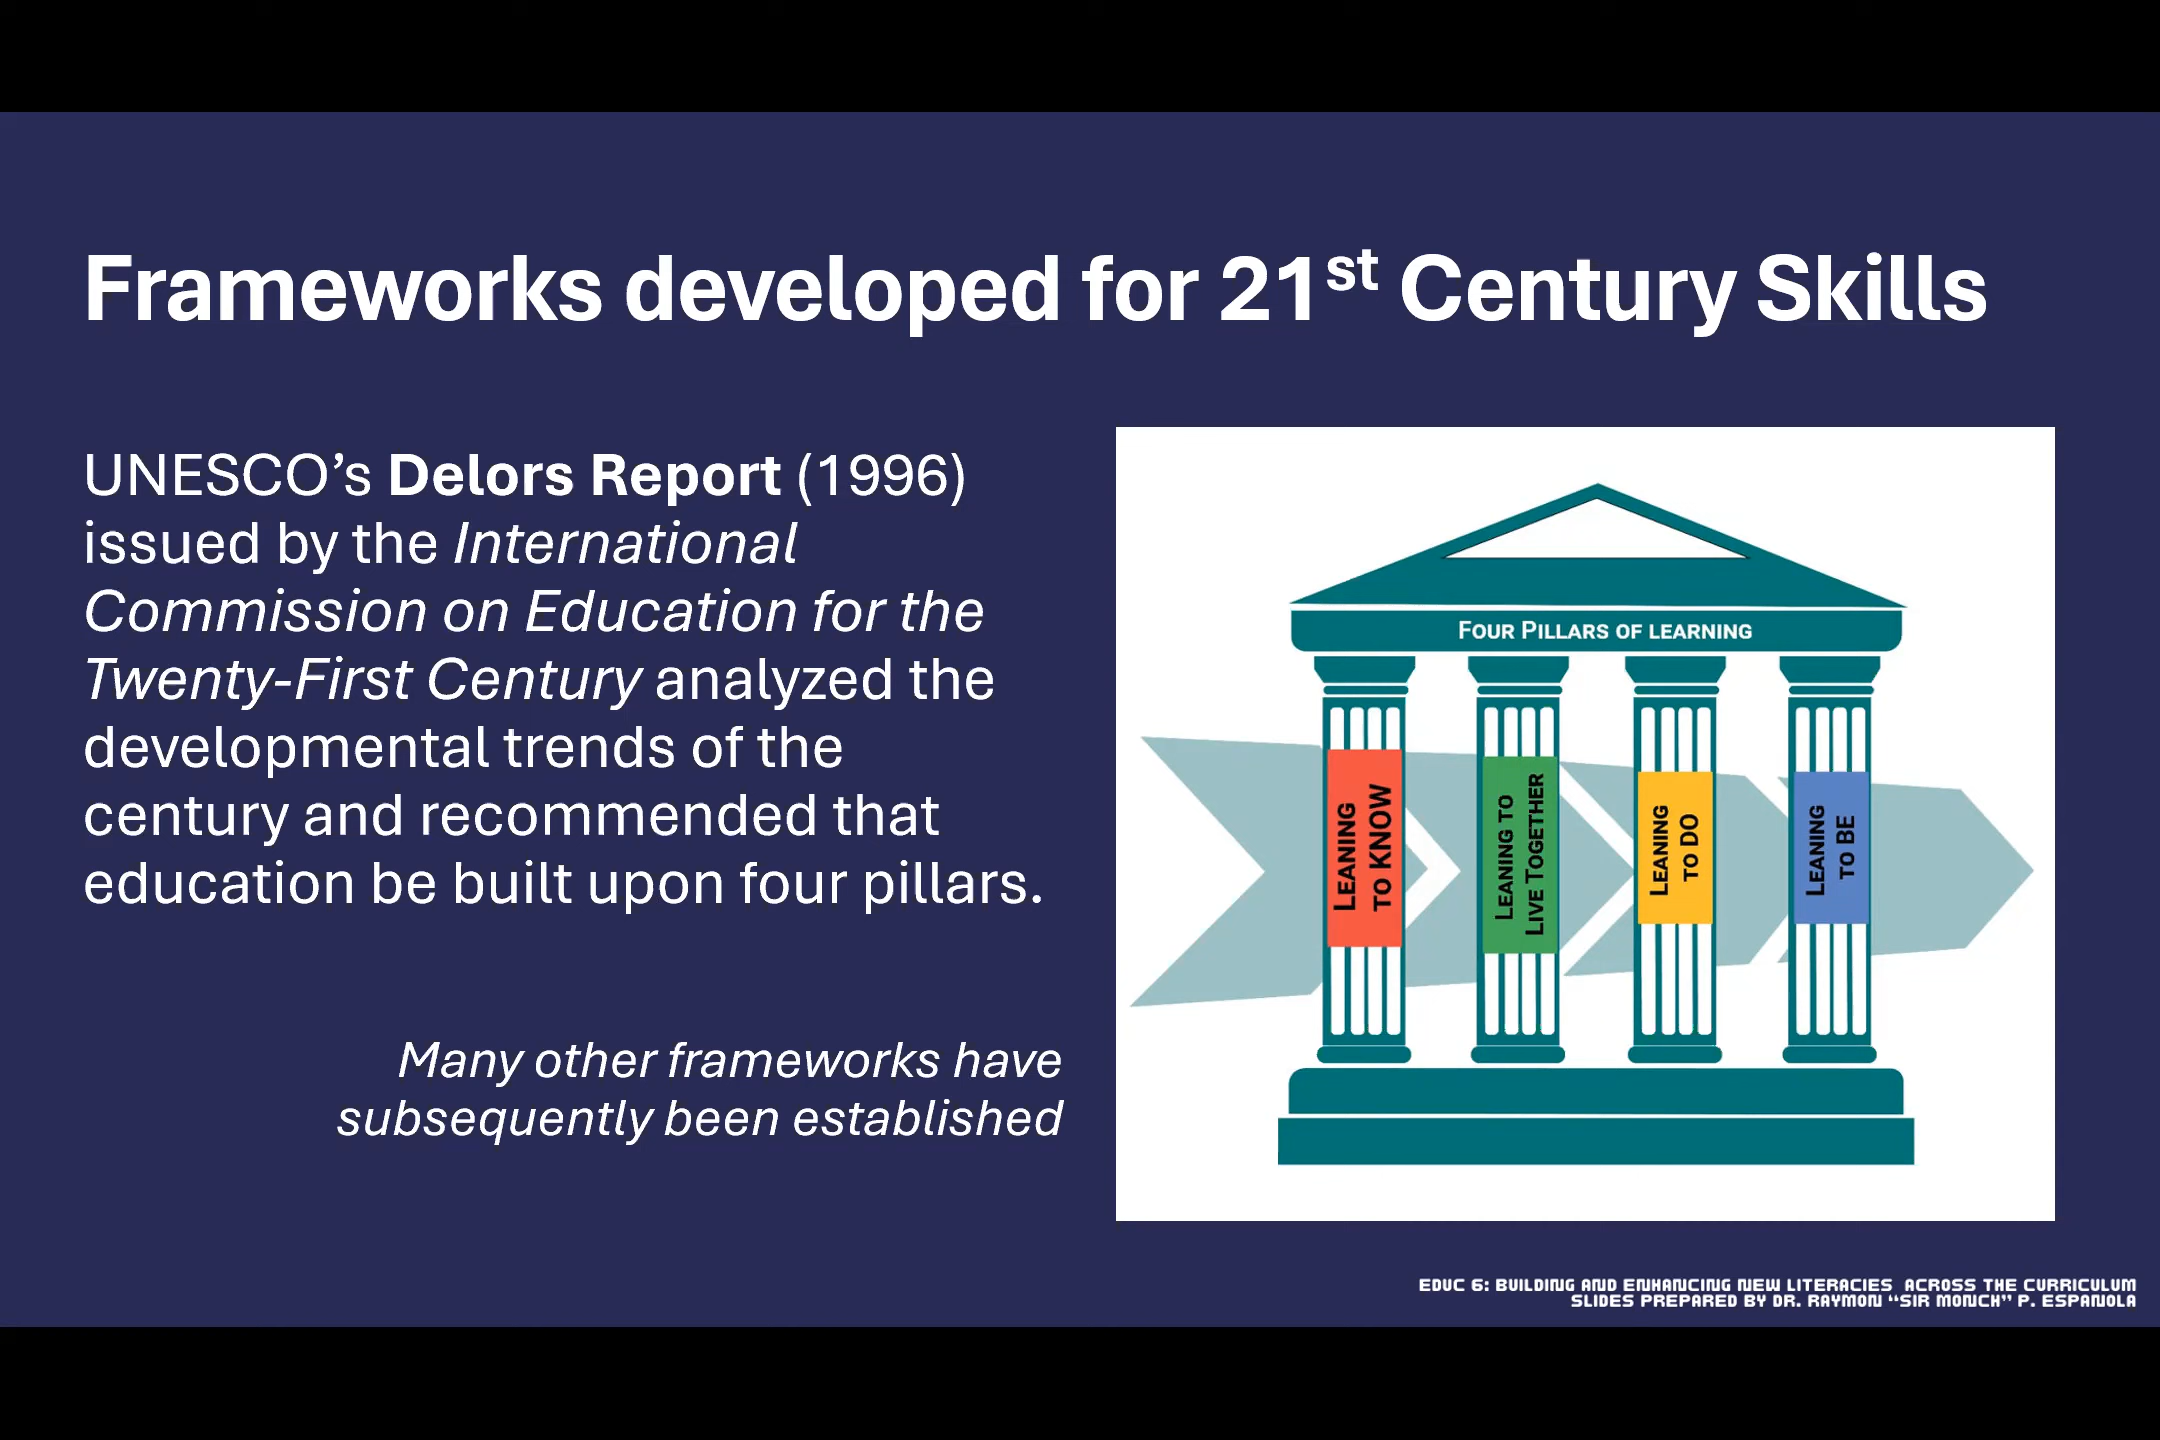 Frameworks developed for 21st Century Skills
UNESCO’s Delors Report (1996)
issued by the International
Commission on Education for the
Twenty-First Century analyzed the
developmental trends of the
century and recommended that
education be built upon four pillars.
Many other frameworks have
subsequently been established
FOUR PILLARS OF LEARNING
LEANING
TO KNOW
LEANING TO
LIVE TOGETHER
LEANING
TO DO
LEANING
TO BE
EDUC 6: BUILDING AND ENHANCING NEW LITERACIES ACROSS THE CURRICULUM
SLIDES PREPARED BY DR. RAYMON “SIR MONCH” P. ESPANOLA